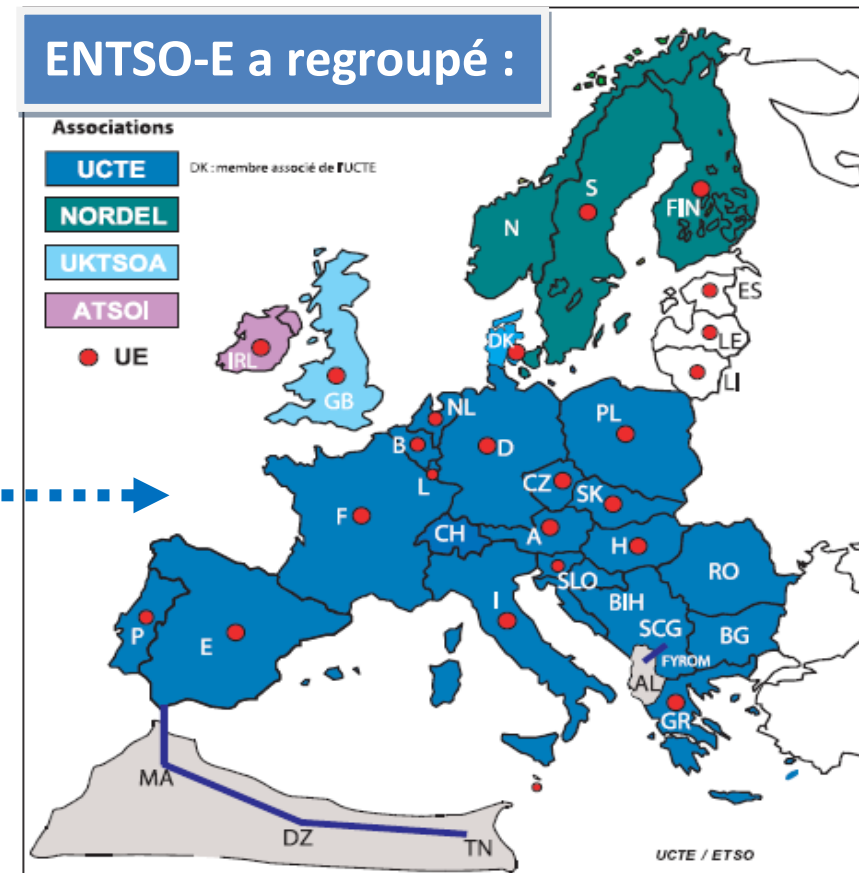 ENTSO-E a regroupé :
Associations
UCTE DK : membre associé de l'UCTE
NORDEL
UKTSOA
ATSOI
UE
S
FIN
N
ES
LE
LI
DK
IRL
GB
NL
PL
B
D
L
CZ
SK
F
CH
A
H
RO
SLO
I
BIH
SCG
BG
P
E
FYROM
AL
GR
MA
DZ
TN
UCTE / ETSO